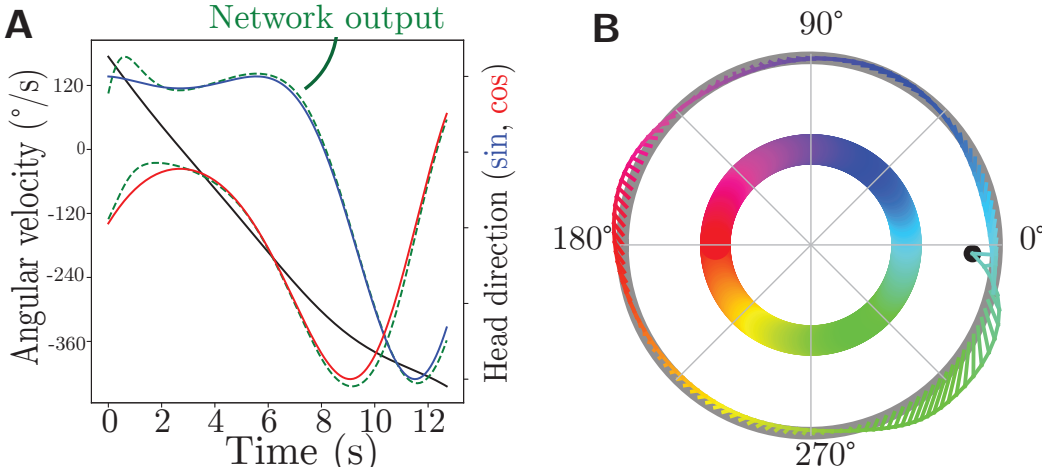 A
Network output
Angular velocity (°/s)
120
0
-120
-240
-360
0 2 4 6 8 10 12
Time (s)
Head direction (sin, cos)
B
90°
180°
0°
270°